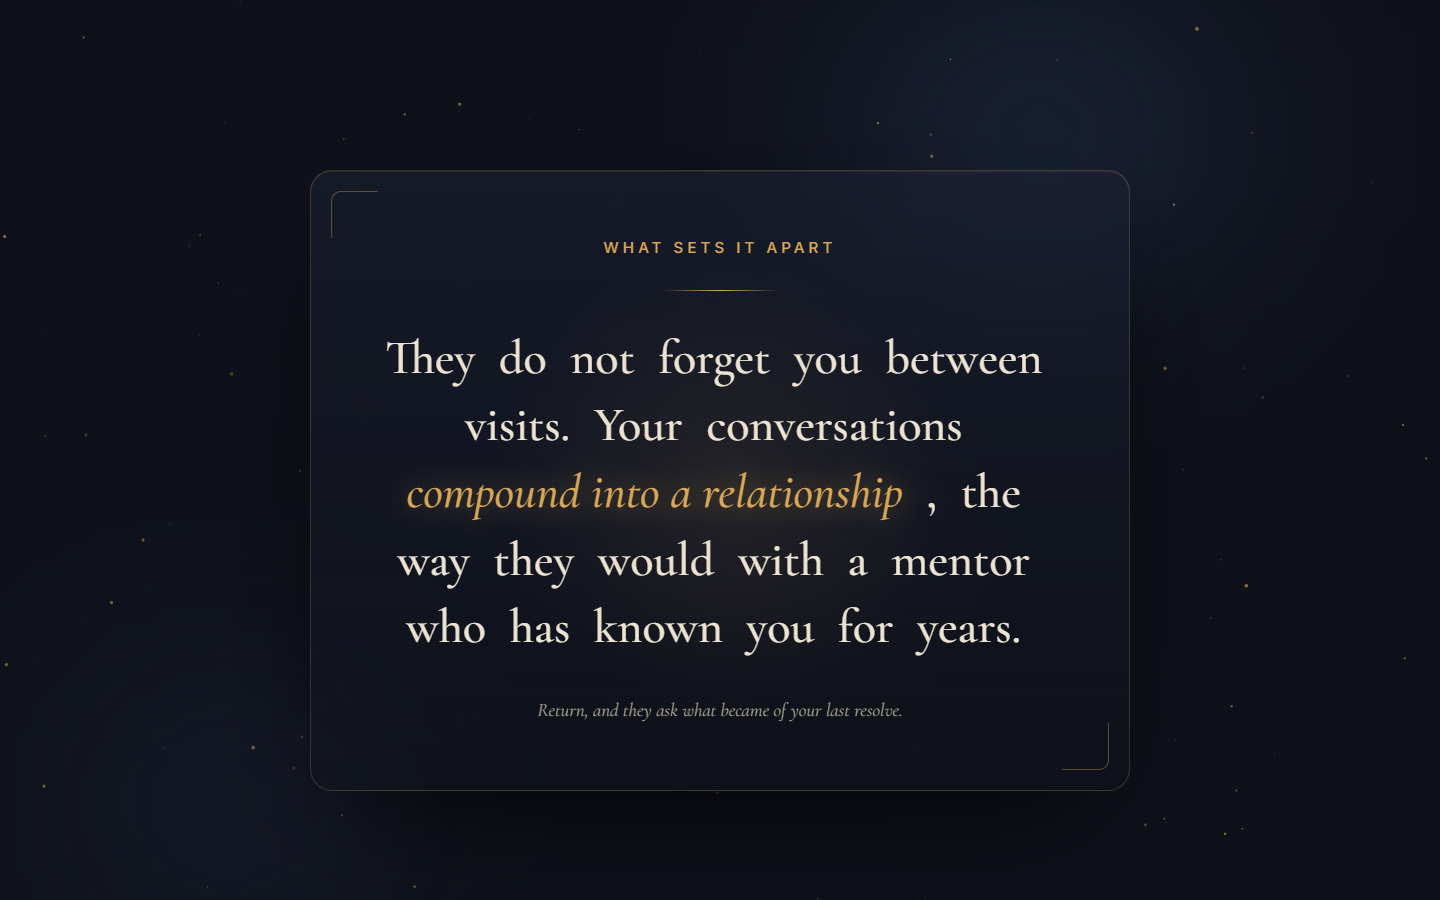 WHAT SETS IT APART
They do not forget you between
visits. Your conversations
compound into a relationship , the
way they would with a mentor
who has known you for years.
Return, and they ask what became of your last resolve.